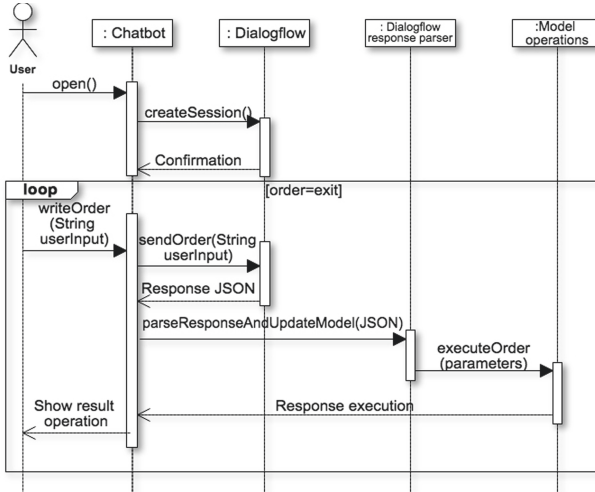 : Chatbot
: Dialogflow
: Dialogflow
response parser
:Model
operations
User
open()
createSession()
Confirmation
loop
[order=exit]
writeOrder
(String
userInput)
sendOrder(String
userInput)
Response JSON
parseResponseAndUpdateModel(JSON)
executeOrder
(parameters)
Show result
operation
Response execution